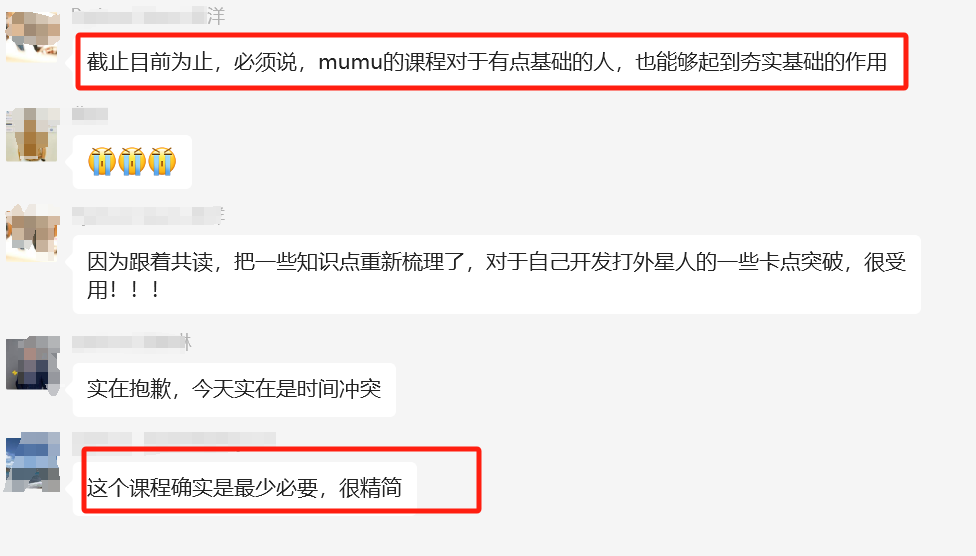 洋
截止目前为止，必须说，mumu的课程对于有点基础的人，也能够起到夯实基础的作用
洋
因为跟着共读，把一些知识点重新梳理了，对于自己开发打外星人的一些卡点突破，很受
用！！！
琳
实在抱歉，今天实在是时间冲突
这个课程确实是最少必要，很精简